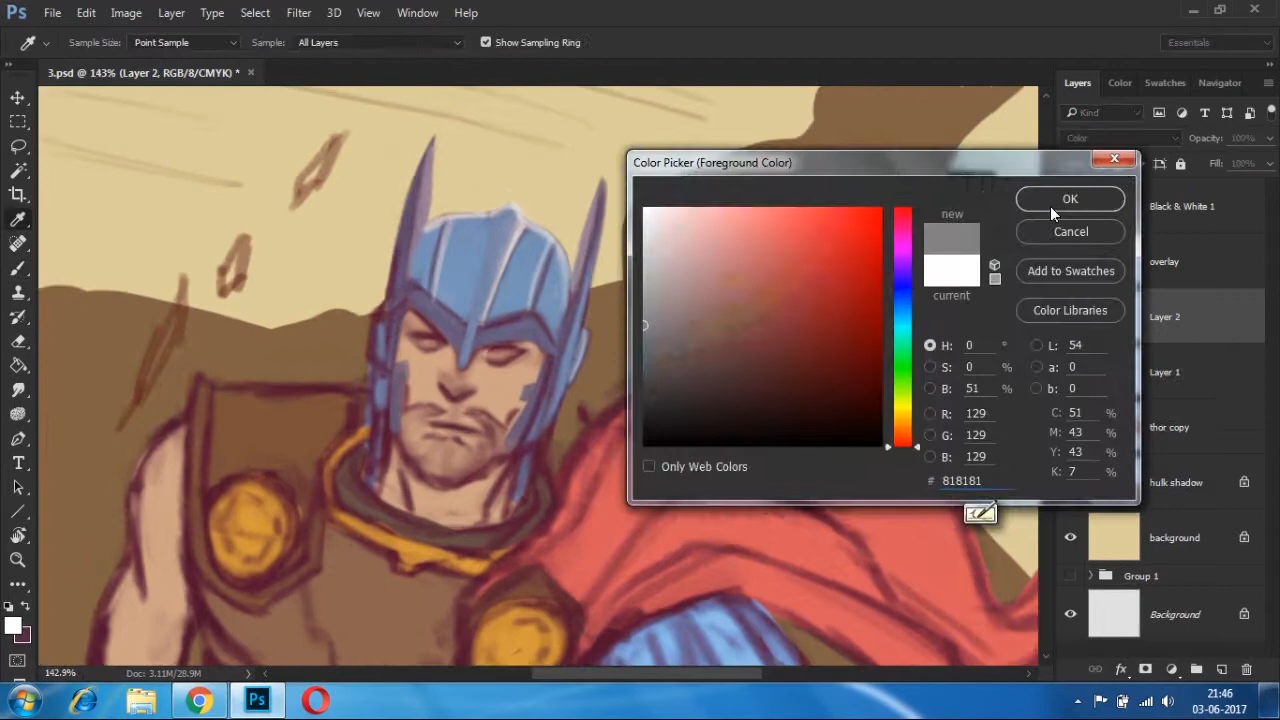 Ps File Edit Image Layer Type Select Filter 3D View Window Help
Sample Size: Point Sample Sample: All Layers Show Sampling Ring Essentials
3.psd @ 143% (Layer 2, RGB/8/CMYK) * ×
Layers Color Swatches Navigator
Kind
Color Opacity: 100%
Fill: 100%
Black & White 1
overlay
Layer 2
Layer 1
thor copy
hulk shadow
background
Group 1
Background
Color Picker (Foreground Color)
new
current
OK
Cancel
Add to Swatches
Color Libraries
H: 0 °
S: 0 %
B: 51 %
R: 129
G: 129
B: 129
# 818181
L: 54
a: 0
b: 0
C: 51 %
M: 43 %
Y: 43 %
K: 7 %
Only Web Colors
142.9% Doc: 3.11M/28.9M
Ps
21:46
03-06-2017